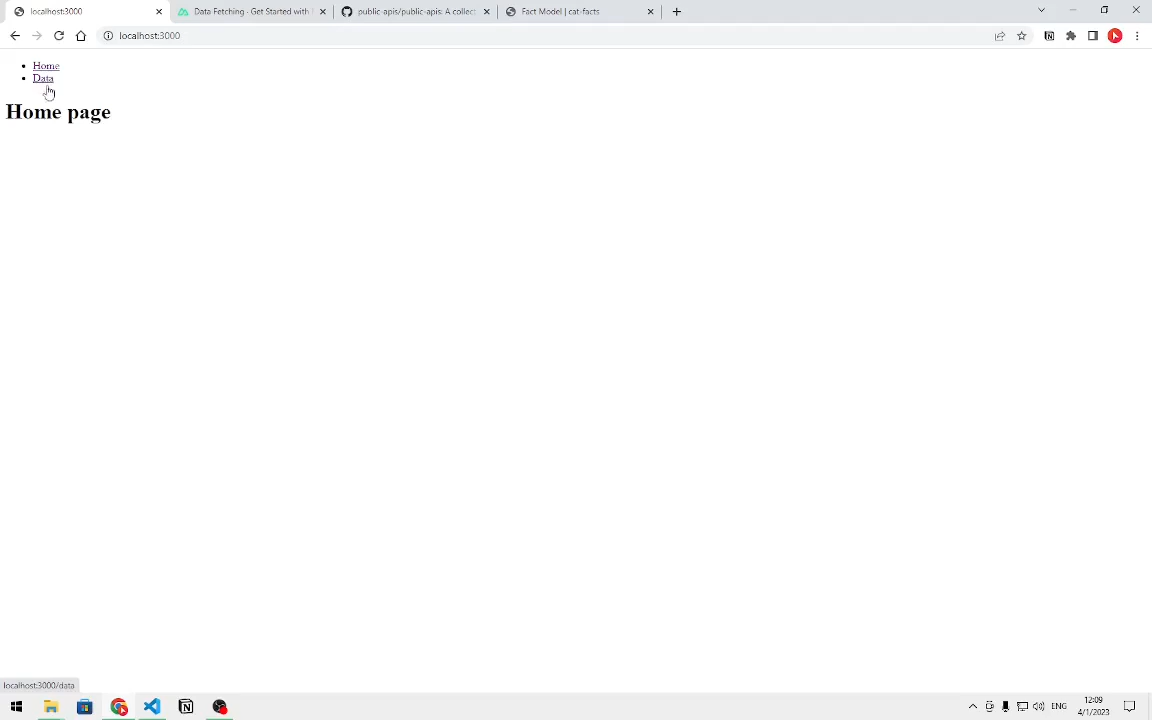 localhost:3000
Data Fetching - Get Started with
public-apis/public-apis: A collect
Fact Model | cat-facts
localhost:3000
Home
Data
Home page
localhost:3000/data
ENG
12:09
4/1/2023